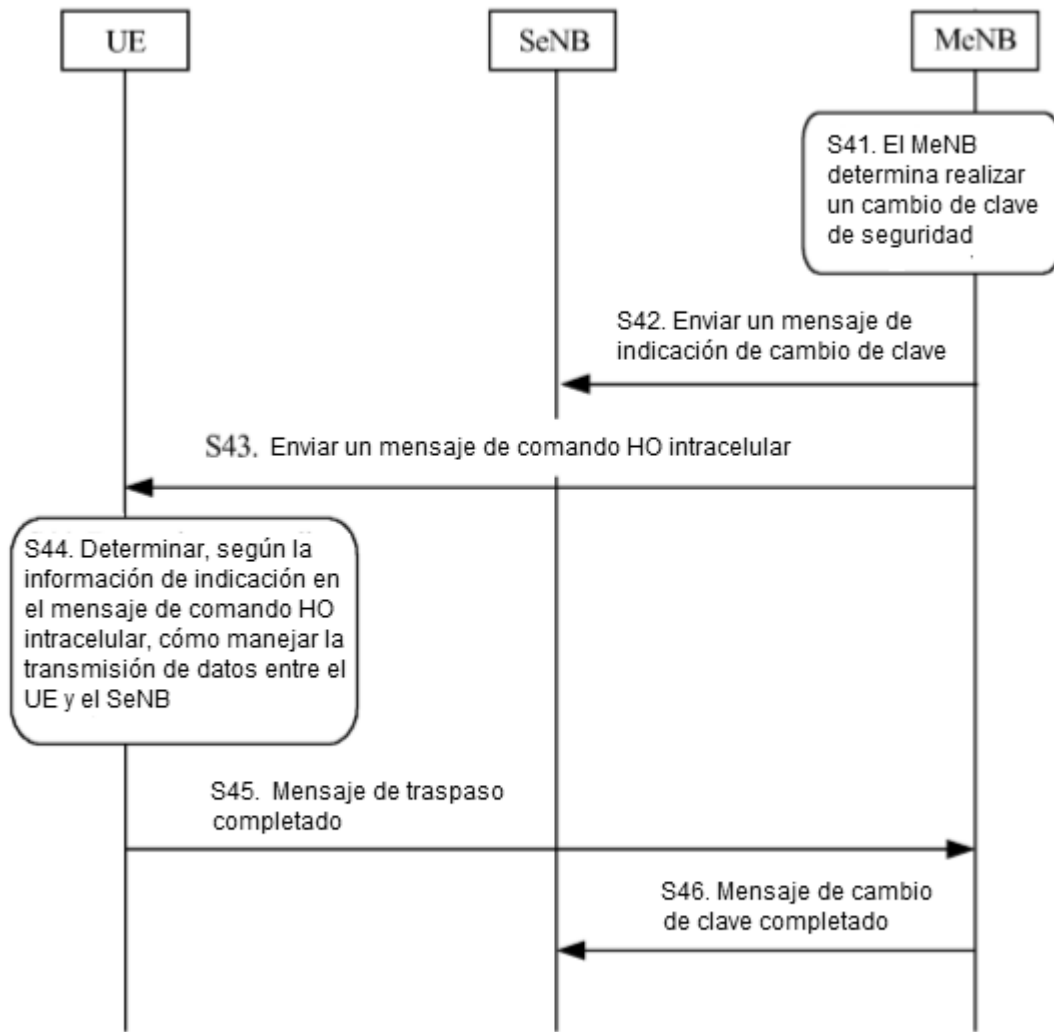 UE
SeNB
MeNB
S41. El MeNB
determina realizar
un cambio de clave
de seguridad
S42. Enviar un mensaje de
indicación de cambio de clave
S43. Enviar un mensaje de comando HO intracelular
S44. Determinar, según la
información de indicación en
el mensaje de comando HO
intracelular, cómo manejar la
transmisión de datos entre el
UE y el SeNB
S45. Mensaje de traspaso
completado
S46. Mensaje de cambio
de clave completado